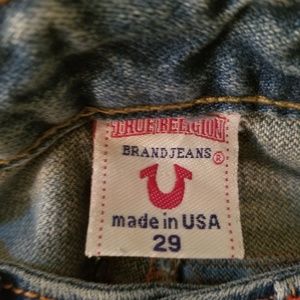 TRUE RELIGION
BRAND JEANS ®
made in USA
29